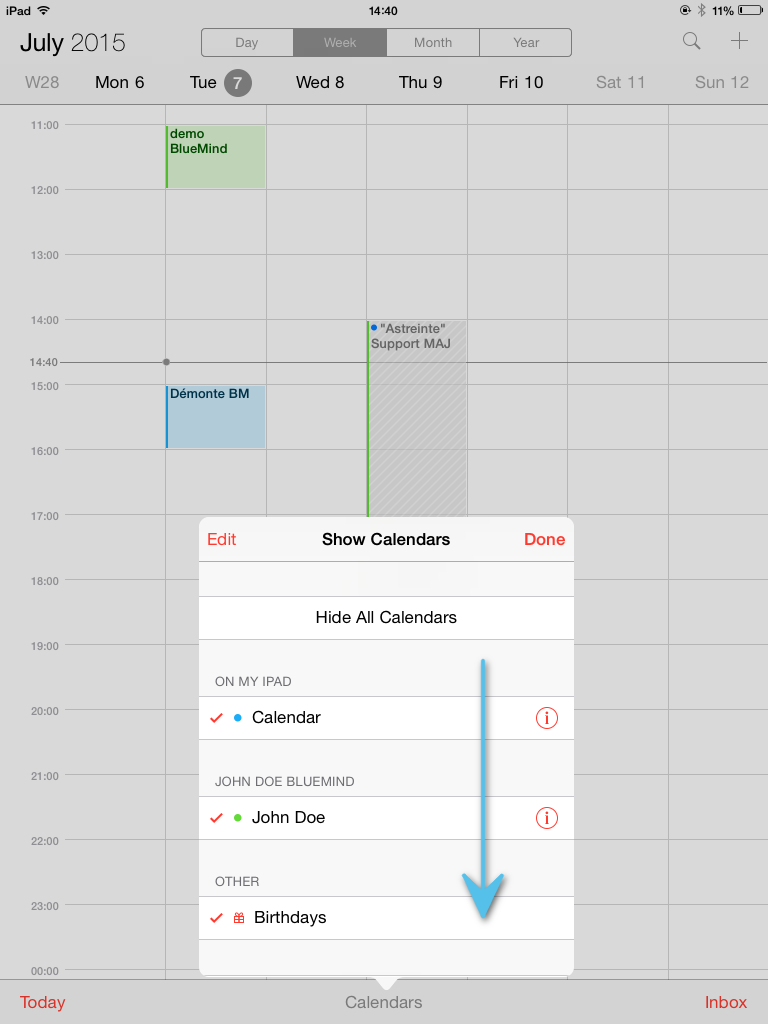 iPad 14:40 11%
July 2015 Day Week Month Year
W28 Mon 6 Tue 7 Wed 8 Thu 9 Fri 10 Sat 11 Sun 12
11:00 demo
BlueMind
12:00
13:00
14:00 "Astreinte"
Support MAJ
14:40
15:00 Démonte BM
16:00
17:00
Edit Show Calendars Done
18:00
Hide All Calendars
19:00
ON MY IPAD
20:00 Calendar
21:00
JOHN DOE BLUEMIND
John Doe
22:00
OTHER
23:00
Birthdays
00:00
Today Calendars Inbox